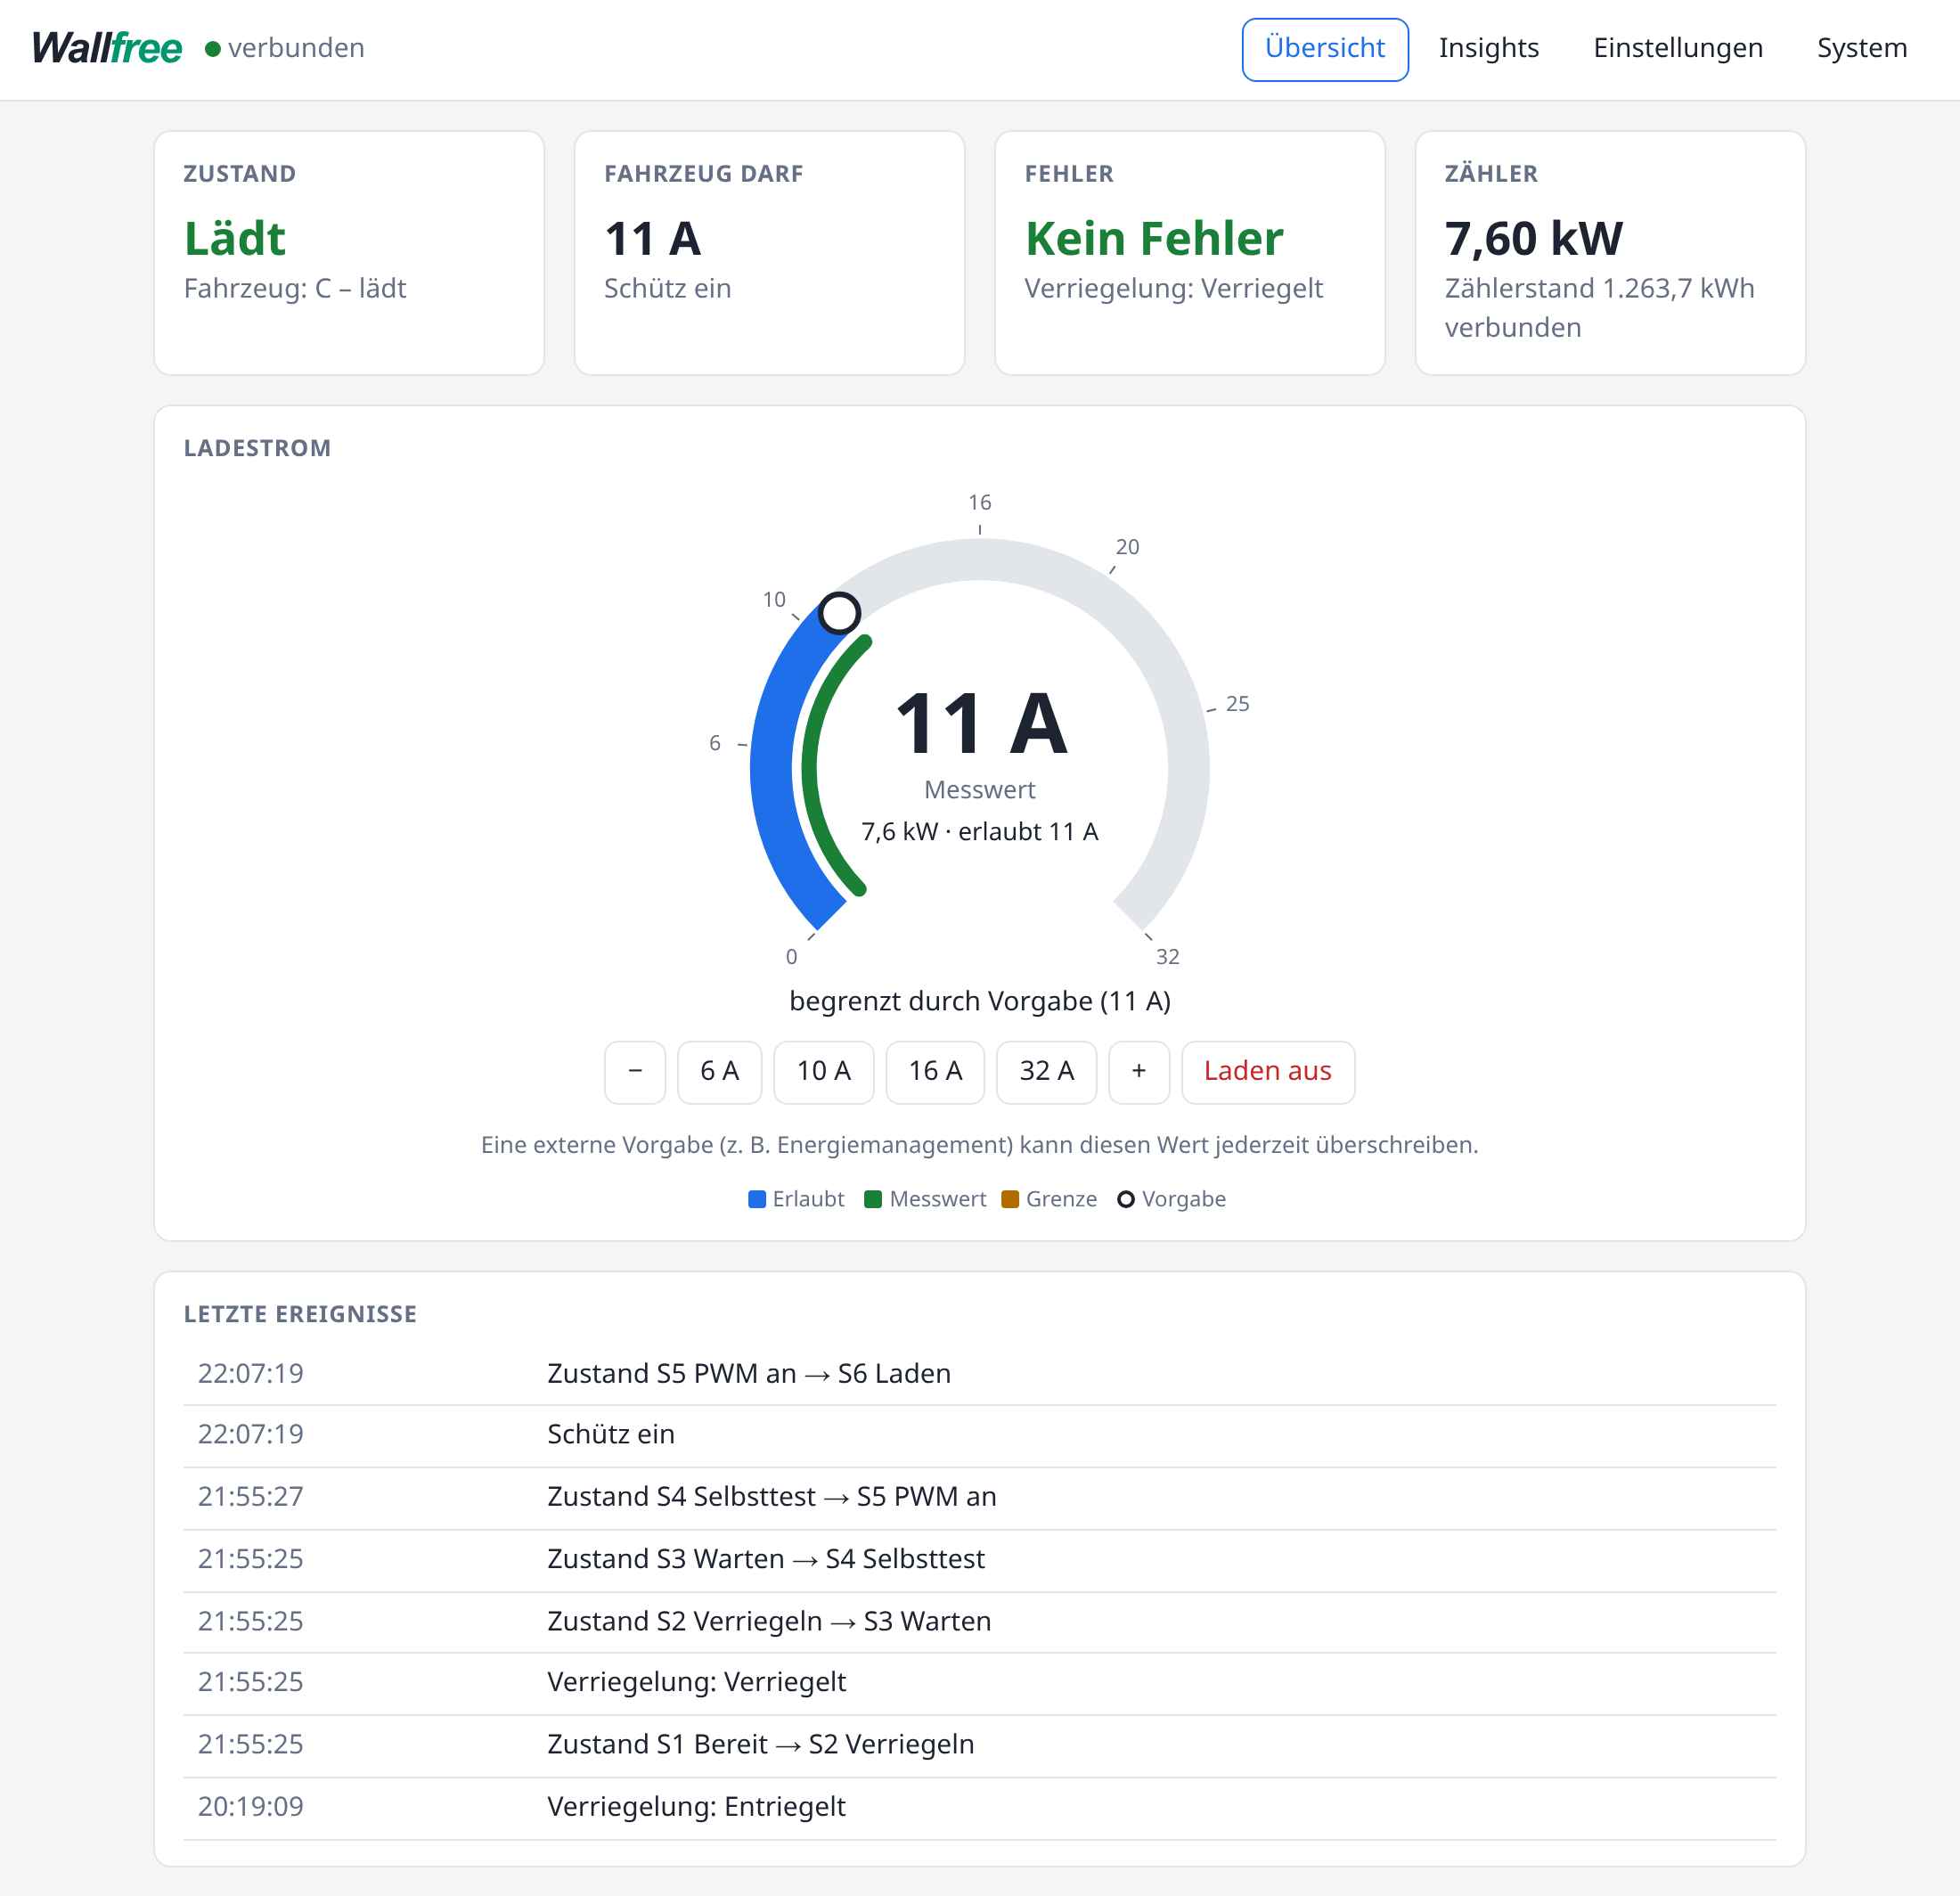 Wallfree verbunden Übersicht Insights Einstellungen System
ZUSTAND
Lädt
Fahrzeug: C – lädt
FAHRZEUG DARF
11 A
Schütz ein
FEHLER
Kein Fehler
Verriegelung: Verriegelt
ZÄHLER
7,60 kW
Zählerstand 1.263,7 kWh
verbunden
LADESTROM
16
20
10
25
6
11 A
Messwert
7,6 kW · erlaubt 11 A
0
32
begrenzt durch Vorgabe (11 A)
− 6 A 10 A 16 A 32 A + Laden aus
Eine externe Vorgabe (z. B. Energiemanagement) kann diesen Wert jederzeit überschreiben.
Erlaubt Messwert Grenze Vorgabe
LETZTE EREIGNISSE
22:07:19 Zustand S5 PWM an → S6 Laden
22:07:19 Schütz ein
21:55:27 Zustand S4 Selbsttest → S5 PWM an
21:55:25 Zustand S3 Warten → S4 Selbsttest
21:55:25 Zustand S2 Verriegeln → S3 Warten
21:55:25 Verriegelung: Verriegelt
21:55:25 Zustand S1 Bereit → S2 Verriegeln
20:19:09 Verriegelung: Entriegelt